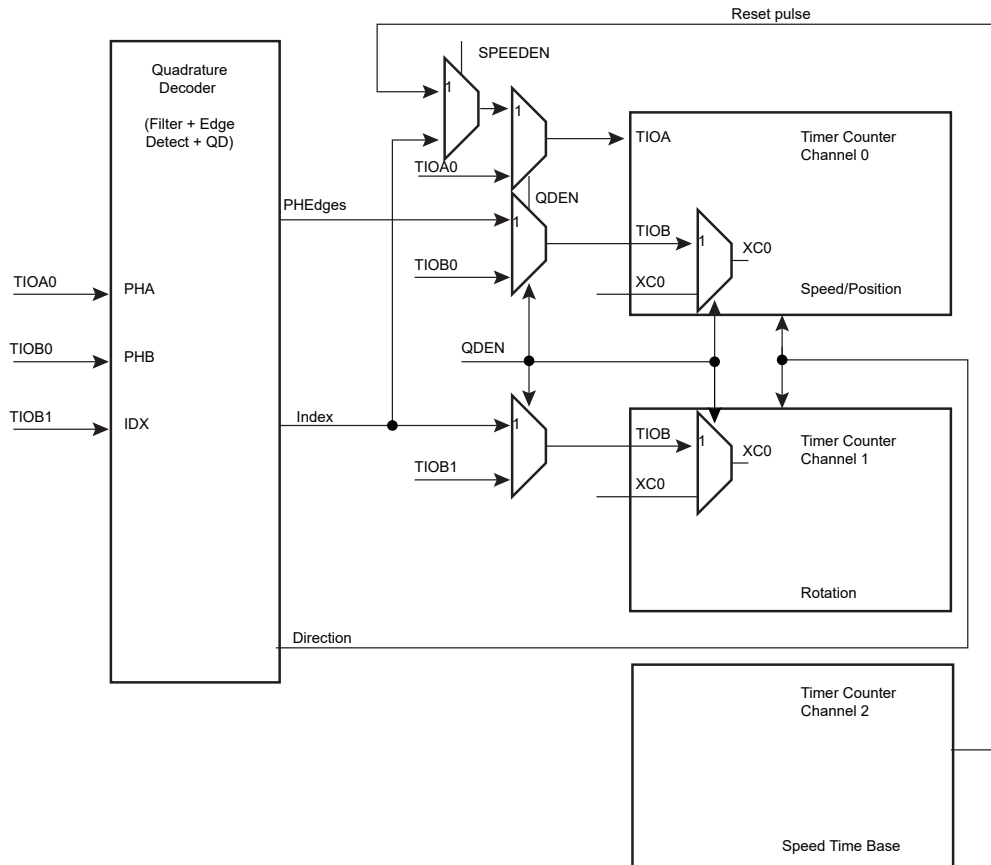 Reset pulse
SPEEDEN
Quadrature
Decoder
(Filter + Edge
Detect + QD)
1
1
TIOA
Timer Counter
Channel 0
TIOA0
QDEN
PHEdges
1
TIOB
1
XC0
TIOB0
XC0
Speed/Position
TIOA0
PHA
TIOB0
PHB
QDEN
TIOB1
IDX
Index
1
TIOB
1
XC0
Timer Counter
Channel 1
TIOB1
XC0
Rotation
Direction
Timer Counter
Channel 2
Speed Time Base